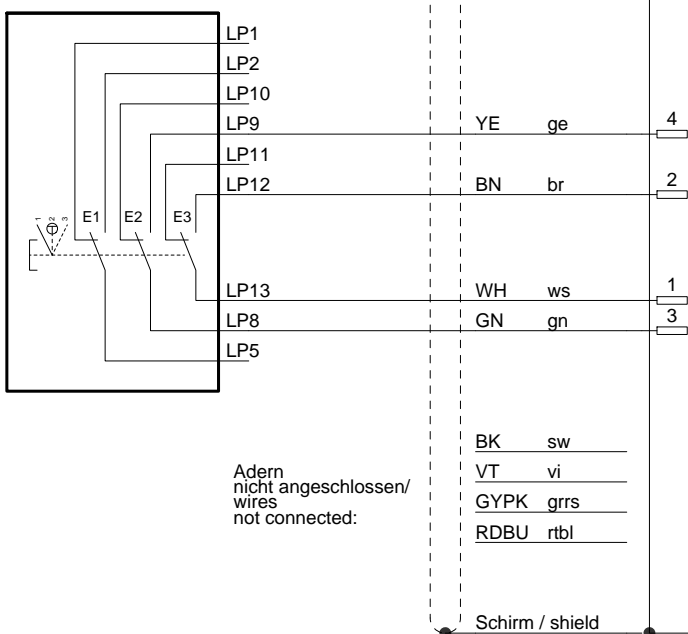 LP1
LP2
LP10
LP9 YE ge 4
LP11
LP12 BN br 2
1 2 3 E1 E2 E3
LP13 WH ws 1
LP8 GN gn 3
LP5
BK sw
VT vi
GYPK grrs
RDBU rtbl
Adern
nicht angeschlossen/
wires
not connected:
Schirm / shield